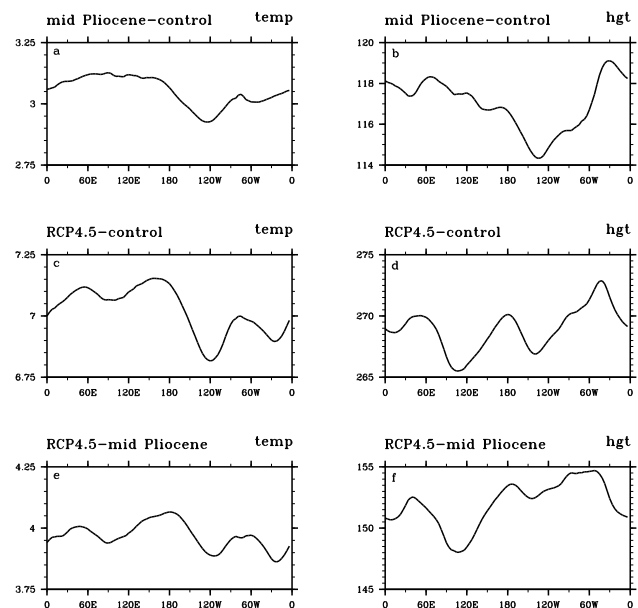 mid Pliocene-control temp
mid Pliocene-control hgt
3.25
a
3
2.75
0 60E 120E 180 120W 60W 0
120
b
118
116
114
0 60E 120E 180 120W 60W 0
RCP4.5-control temp
RCP4.5-control hgt
7.25
c
7
6.75
0 60E 120E 180 120W 60W 0
275
d
270
265
0 60E 120E 180 120W 60W 0
RCP4.5-mid Pliocene temp
RCP4.5-mid Pliocene hgt
4.25
e
4
3.75
0 60E 120E 180 120W 60W 0
155
f
150
145
0 60E 120E 180 120W 60W 0